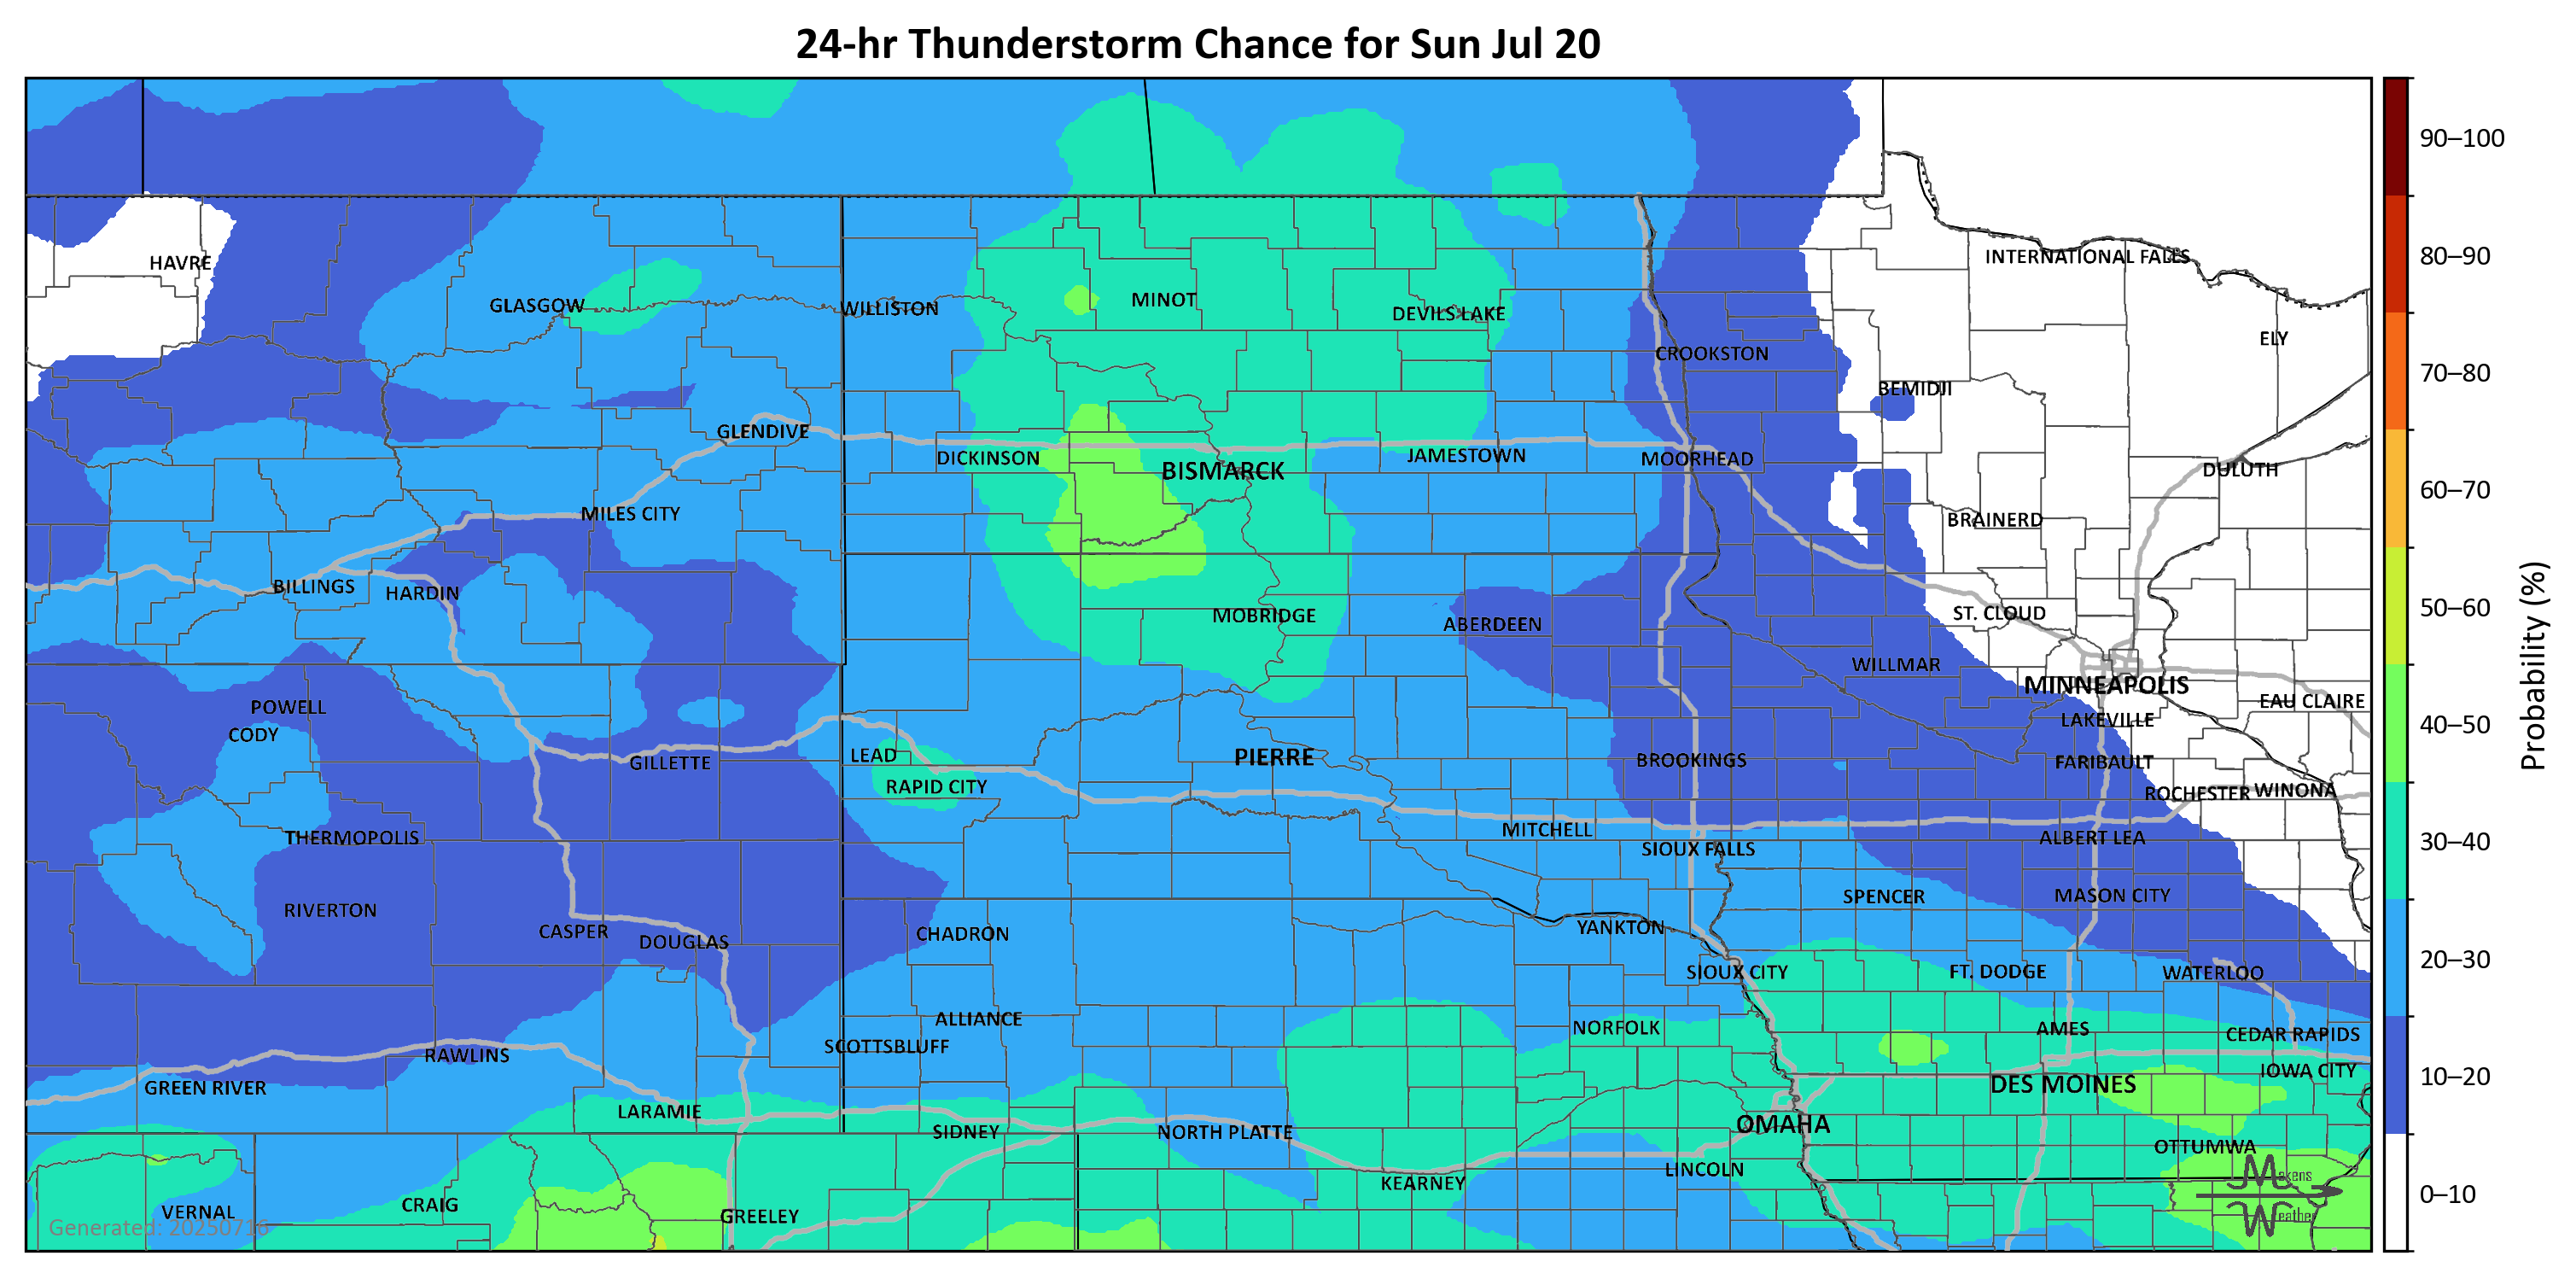 24-hr Thunderstorm Chance for Sun Jul 20
90–100
80–90
70–80
60–70
50–60
40–50
30–40
20–30
10–20
0–10
Probability (%)
HAVRE
INTERNATIONAL FALLS
GLASGOW
WILLISTON
MINOT
DEVILS LAKE
ELY
CROOKSTON
BEMIDJI
GLENDIVE
DICKINSON
BISMARCK
JAMESTOWN
MOORHEAD
DULUTH
MILES CITY
BRAINERD
BILLINGS
HARDIN
MOBRIDGE
ABERDEEN
ST. CLOUD
WILLMAR
MINNEAPOLIS
EAU CLAIRE
POWELL
CODY
LAKEVILLE
GILLETTE
LEAD
PIERRE
BROOKINGS
FARIBAULT
RAPID CITY
ROCHESTER
WINONA
THERMOPOLIS
MITCHELL
ALBERT LEA
SIOUX FALLS
RIVERTON
SPENCER
MASON CITY
CASPER
DOUGLAS
CHADRON
YANKTON
SIOUX CITY
FT. DODGE
WATERLOO
ALLIANCE
NORFOLK
AMES
CEDAR RAPIDS
SCOTTSBLUFF
RAWLINS
GREEN RIVER
DES MOINES
IOWA CITY
LARAMIE
SIDNEY
NORTH PLATTE
OMAHA
OTTUMWA
LINCOLN
KEARNEY
VERNAL
CRAIG
GREELEY
Generated: 20250716
Makens
Weather